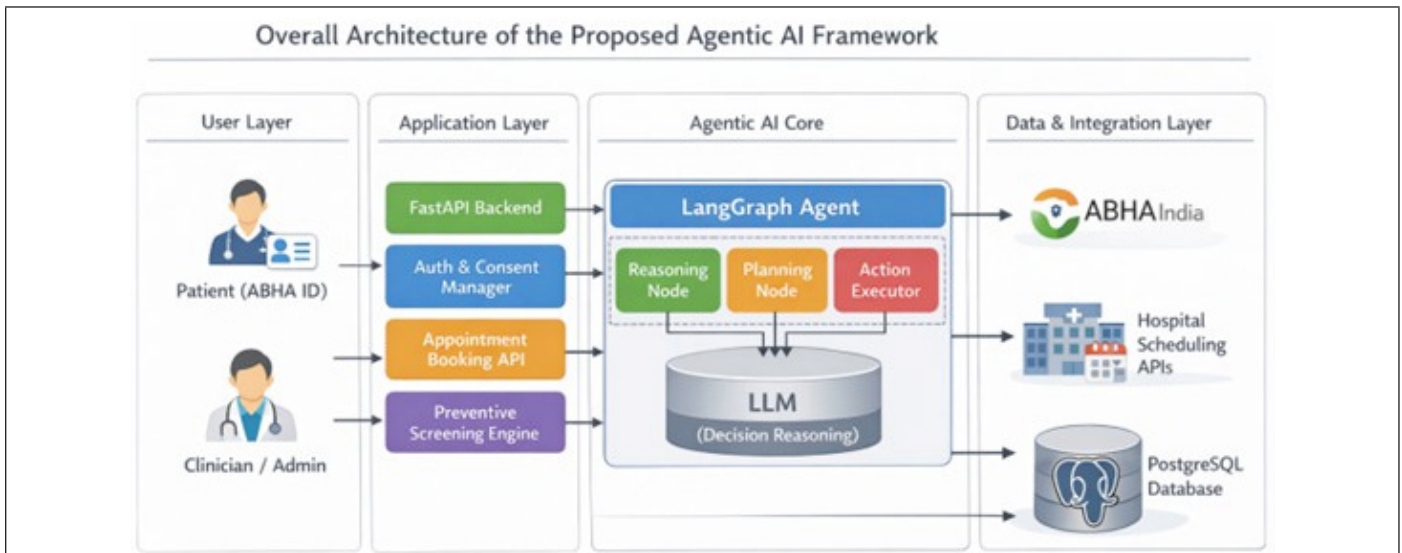 Overall Architecture of the Proposed Agentic AI Framework
User Layer
Patient (ABHA ID)
Clinician / Admin
Application Layer
FastAPI Backend
Auth & Consent
Manager
Appointment
Booking API
Preventive
Screening Engine
Agentic AI Core
LangGraph Agent
Reasoning
Node
Planning
Node
Action
Executor
LLM
(Decision Reasoning)
Data & Integration Layer
ABHA India
Hospital
Scheduling
APIs
PostgreSQL
Database